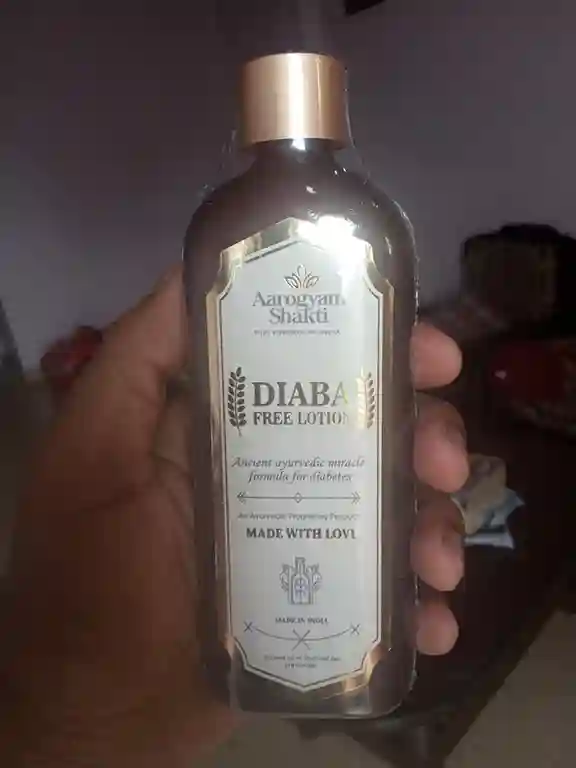 Aarogyam
Shakti
DIABA
FREE LOTION
Ancient ayurvedic miracle
formula for diabetes
An Ayurvedic Proprietary Product
MADE WITH LOVE
MADE IN INDIA